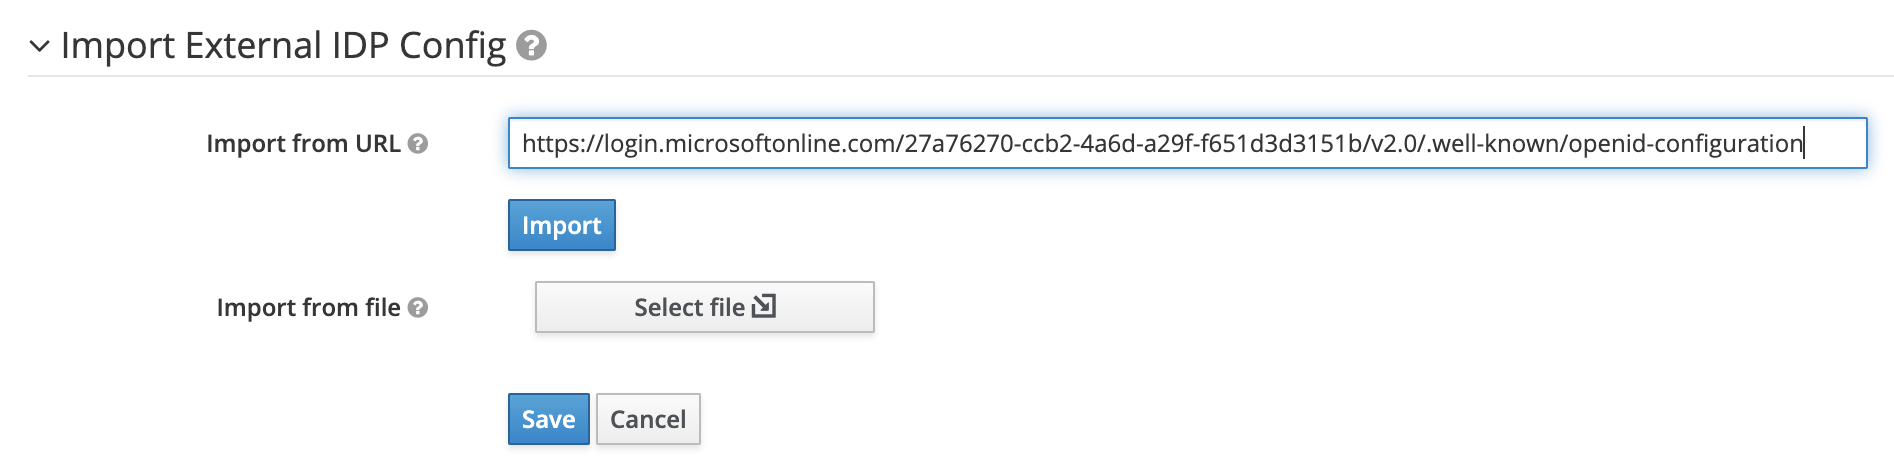 Import External IDP Config ?
Import from URL ?
https://login.microsoftonline.com/27a76270-ccb2-4a6d-a29f-f651d3d3151b/v2.0/.well-known/openid-configuration
Import
Import from file ?
Select file
Save Cancel